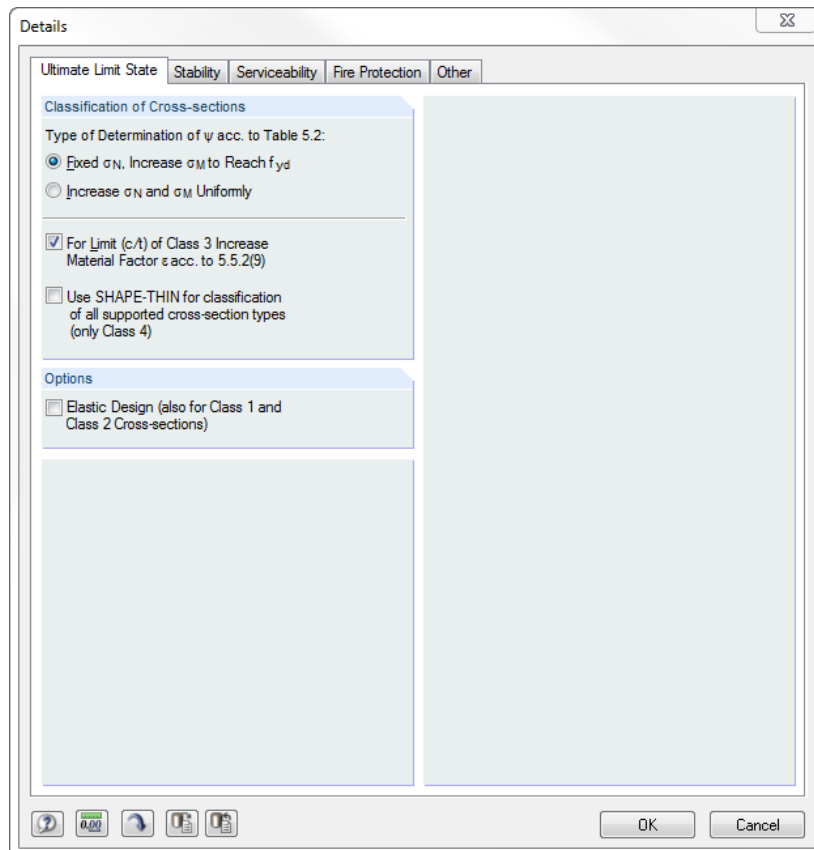 Details
Ultimate Limit State Stability Serviceability Fire Protection Other
Classification of Cross-sections
Type of Determination of ψ acc. to Table 5.2:
Fixed σN, Increase σM to Reach fyd
Increase σN and σM Uniformly
For Limit (c/t) of Class 3 Increase
Material Factor ε acc. to 5.5.2(9)
Use SHAPE-THIN for classification
of all supported cross-section types
(only Class 4)
Options
Elastic Design (also for Class 1 and
Class 2 Cross-sections)
0.00
OK Cancel